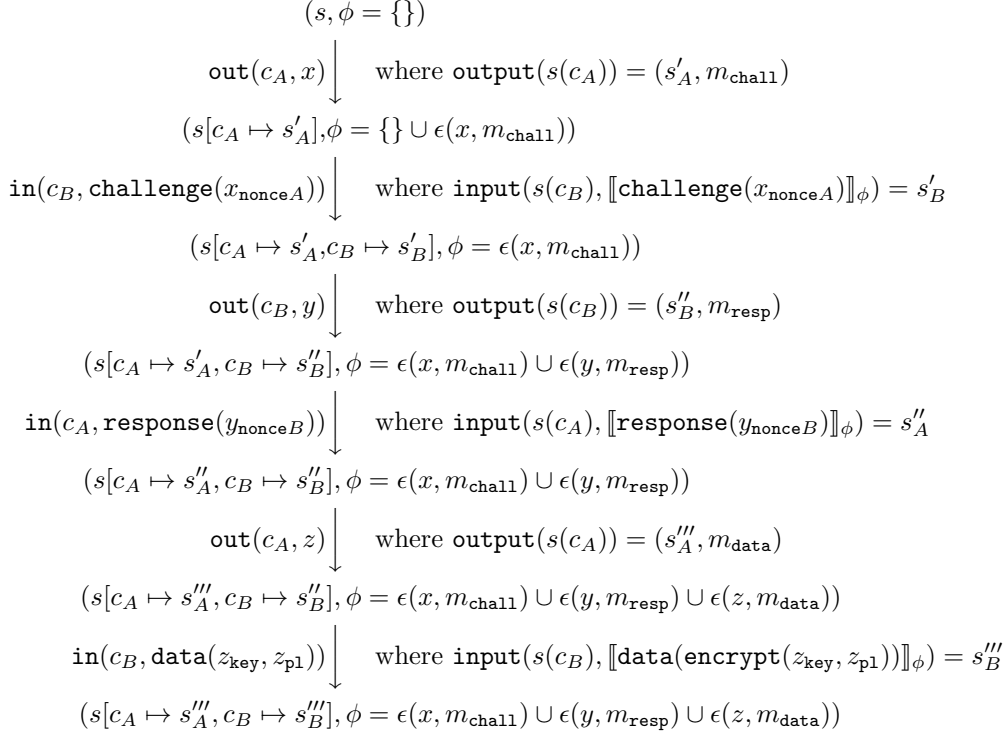 (s, ϕ = {})
out(c_A, x) where output(s(c_A)) = (s′_A, m_chall)
(s[c_A ↦ s′_A],ϕ = {} ∪ ϵ(x, m_chall))
in(c_B, challenge(x_nonceA)) where input(s(c_B), ⟦challenge(x_nonceA)⟧_ϕ) = s′_B
(s[c_A ↦ s′_A,c_B ↦ s′_B], ϕ = ϵ(x, m_chall))
out(c_B, y) where output(s(c_B)) = (s″_B, m_resp)
(s[c_A ↦ s′_A, c_B ↦ s″_B], ϕ = ϵ(x, m_chall) ∪ ϵ(y, m_resp))
in(c_A, response(y_nonceB)) where input(s(c_A), ⟦response(y_nonceB)⟧_ϕ) = s″_A
(s[c_A ↦ s″_A, c_B ↦ s″_B], ϕ = ϵ(x, m_chall) ∪ ϵ(y, m_resp))
out(c_A, z) where output(s(c_A)) = (s‴_A, m_data)
(s[c_A ↦ s‴_A, c_B ↦ s″_B], ϕ = ϵ(x, m_chall) ∪ ϵ(y, m_resp) ∪ ϵ(z, m_data))
in(c_B, data(z_key, z_pl)) where input(s(c_B), ⟦data(encrypt(z_key, z_pl))⟧_ϕ) = s‴_B
(s[c_A ↦ s‴_A, c_B ↦ s‴_B], ϕ = ϵ(x, m_chall) ∪ ϵ(y, m_resp) ∪ ϵ(z, m_data))